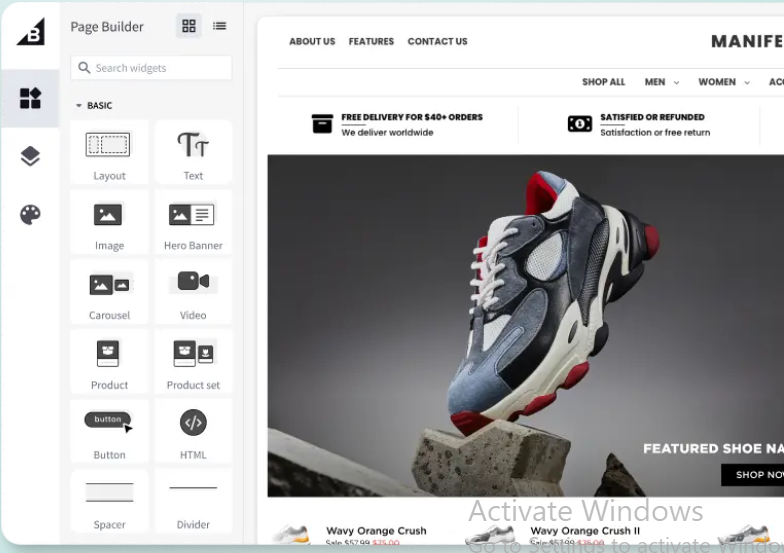 Page Builder
Search widgets
BASIC
Layout
Text
Image
Hero Banner
Carousel
Video
Product
Product set
button
Button
HTML
Spacer
Divider
ABOUT US
FEATURES
CONTACT US
MANIFE
SHOP ALL
MEN
WOMEN
AC
FREE DELIVERY FOR $40+ ORDERS
We deliver worldwide
SATISFIED OR REFUNDED
Satisfaction or free return
FEATURED SHOE NA
SHOP NOW
Activate Windows
Wavy Orange Crush
Sale $57.99 $75.00
Wavy Orange Crush II
Sale $57.99 $75.00
Go to Settings to activate Windows